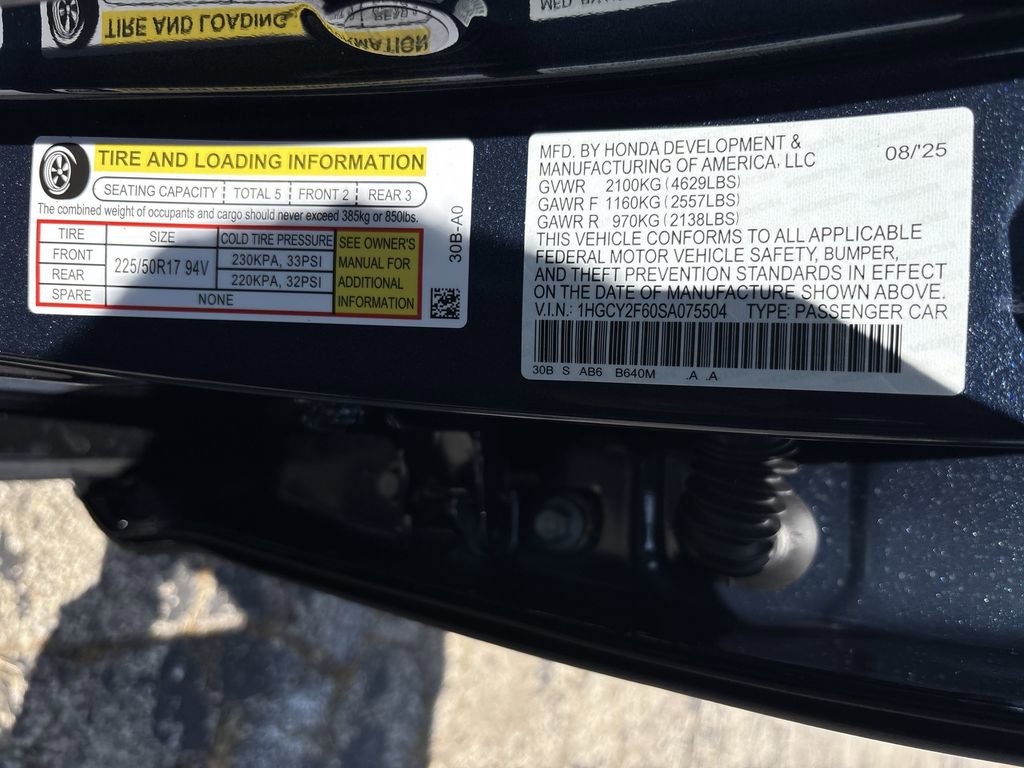 TIRE AND LOADING INFORMATION
SEATING CAPACITY TOTAL 5 FRONT 2 REAR 3
The combined weight of occupants and cargo should never exceed 385kg or 850lbs.
TIRE SIZE COLD TIRE PRESSURE SEE OWNER'S MANUAL FOR ADDITIONAL INFORMATION
FRONT 225/50R17 94V 230KPA, 33PSI
REAR 220KPA, 32PSI
SPARE NONE
30B-A0
MFD. BY HONDA DEVELOPMENT &
MANUFACTURING OF AMERICA, LLC 08/'25
GVWR 2100KG (4629LBS)
GAWR F 1160KG (2557LBS)
GAWR R 970KG (2138LBS)
THIS VEHICLE CONFORMS TO ALL APPLICABLE
FEDERAL MOTOR VEHICLE SAFETY, BUMPER,
AND THEFT PREVENTION STANDARDS IN EFFECT
ON THE DATE OF MANUFACTURE SHOWN ABOVE.
V.I.N.: 1HGCY2F60SA075504 TYPE: PASSENGER CAR
30B S AB6 B640M .A .A